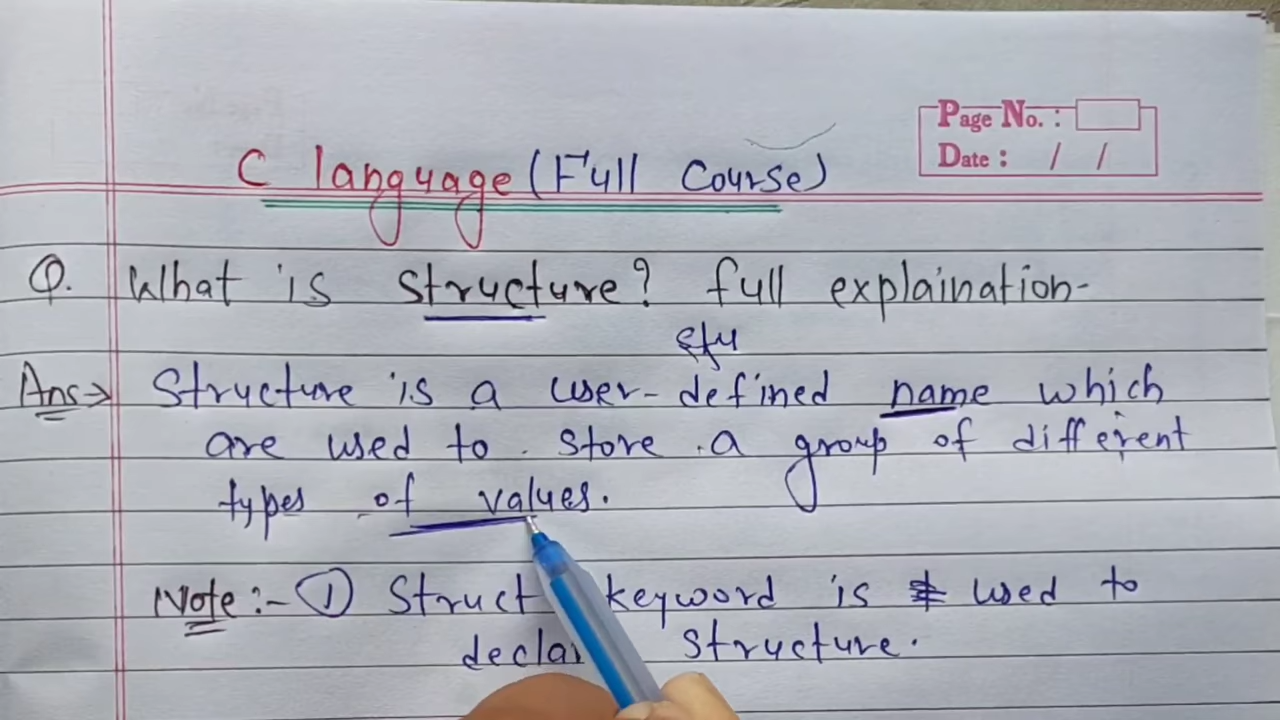 Page No. :
Date : / /
C language (Full Course)
Q. What is structure? full explaination-
stu
Ans→ Structure is a user-defined name which
are used to store a group of different
types of values.
Note:- ① Struct keyword is used to
declar structure.